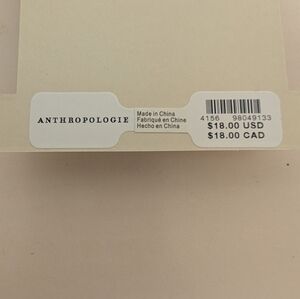 ANTHROPOLOGIE
Made in China
Fabriqué en Chine
Hecho en China
4156 98049133
$18.00 USD
$18.00 CAD